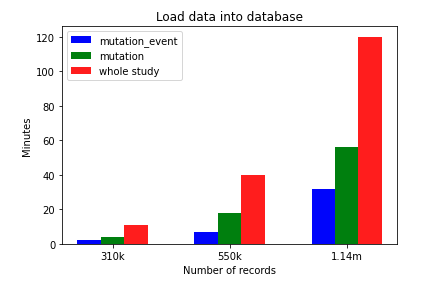 Load data into database
mutation_event
mutation
whole study
Minutes
120
100
80
60
40
20
0
310k
550k
1.14m
Number of records